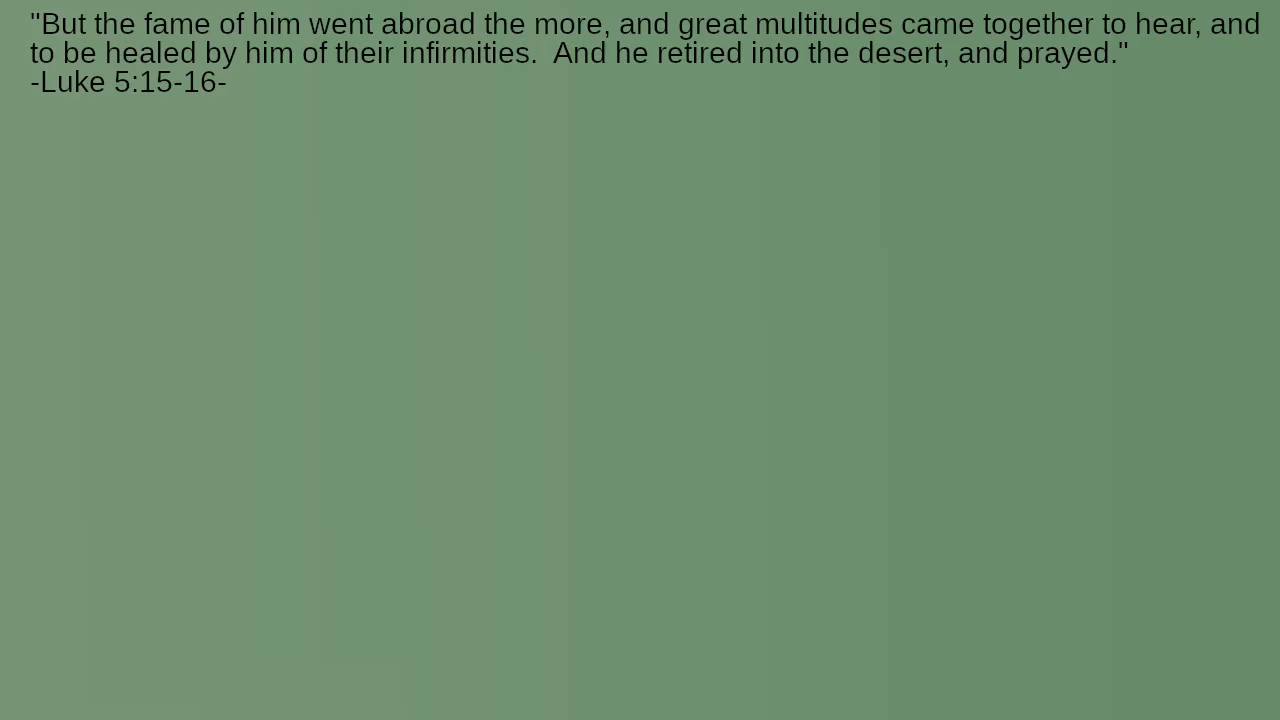 "But the fame of him went abroad the more, and great multitudes came together to hear, and
to be healed by him of their infirmities.  And he retired into the desert, and prayed."
-Luke 5:15-16-